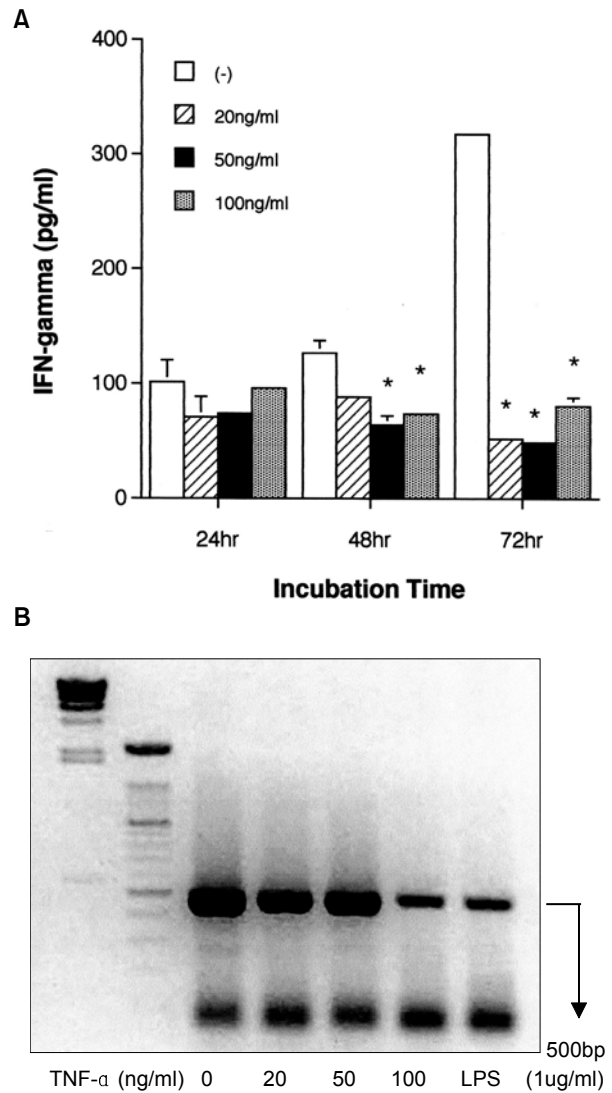 A
400
300
200
100
0
IFN-gamma (pg/ml)
(-)
20ng/ml
50ng/ml
100ng/ml
* *
* * *
24hr 48hr 72hr
Incubation Time
B
500bp
TNF-α (ng/ml) 0 20 50 100 LPS (1ug/ml)